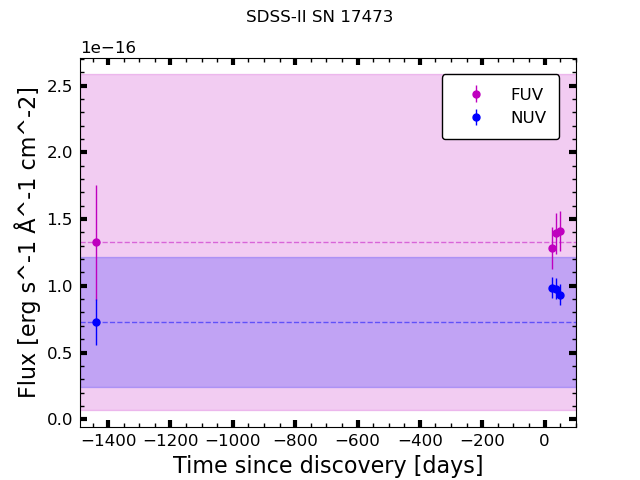 SDSS-II SN 17473
1e−16
FUV
NUV
2.5
2.0
1.5
1.0
0.5
0.0
Flux [erg s^-1 Å^-1 cm^-2]
−1400 −1200 −1000 −800 −600 −400 −200 0
Time since discovery [days]